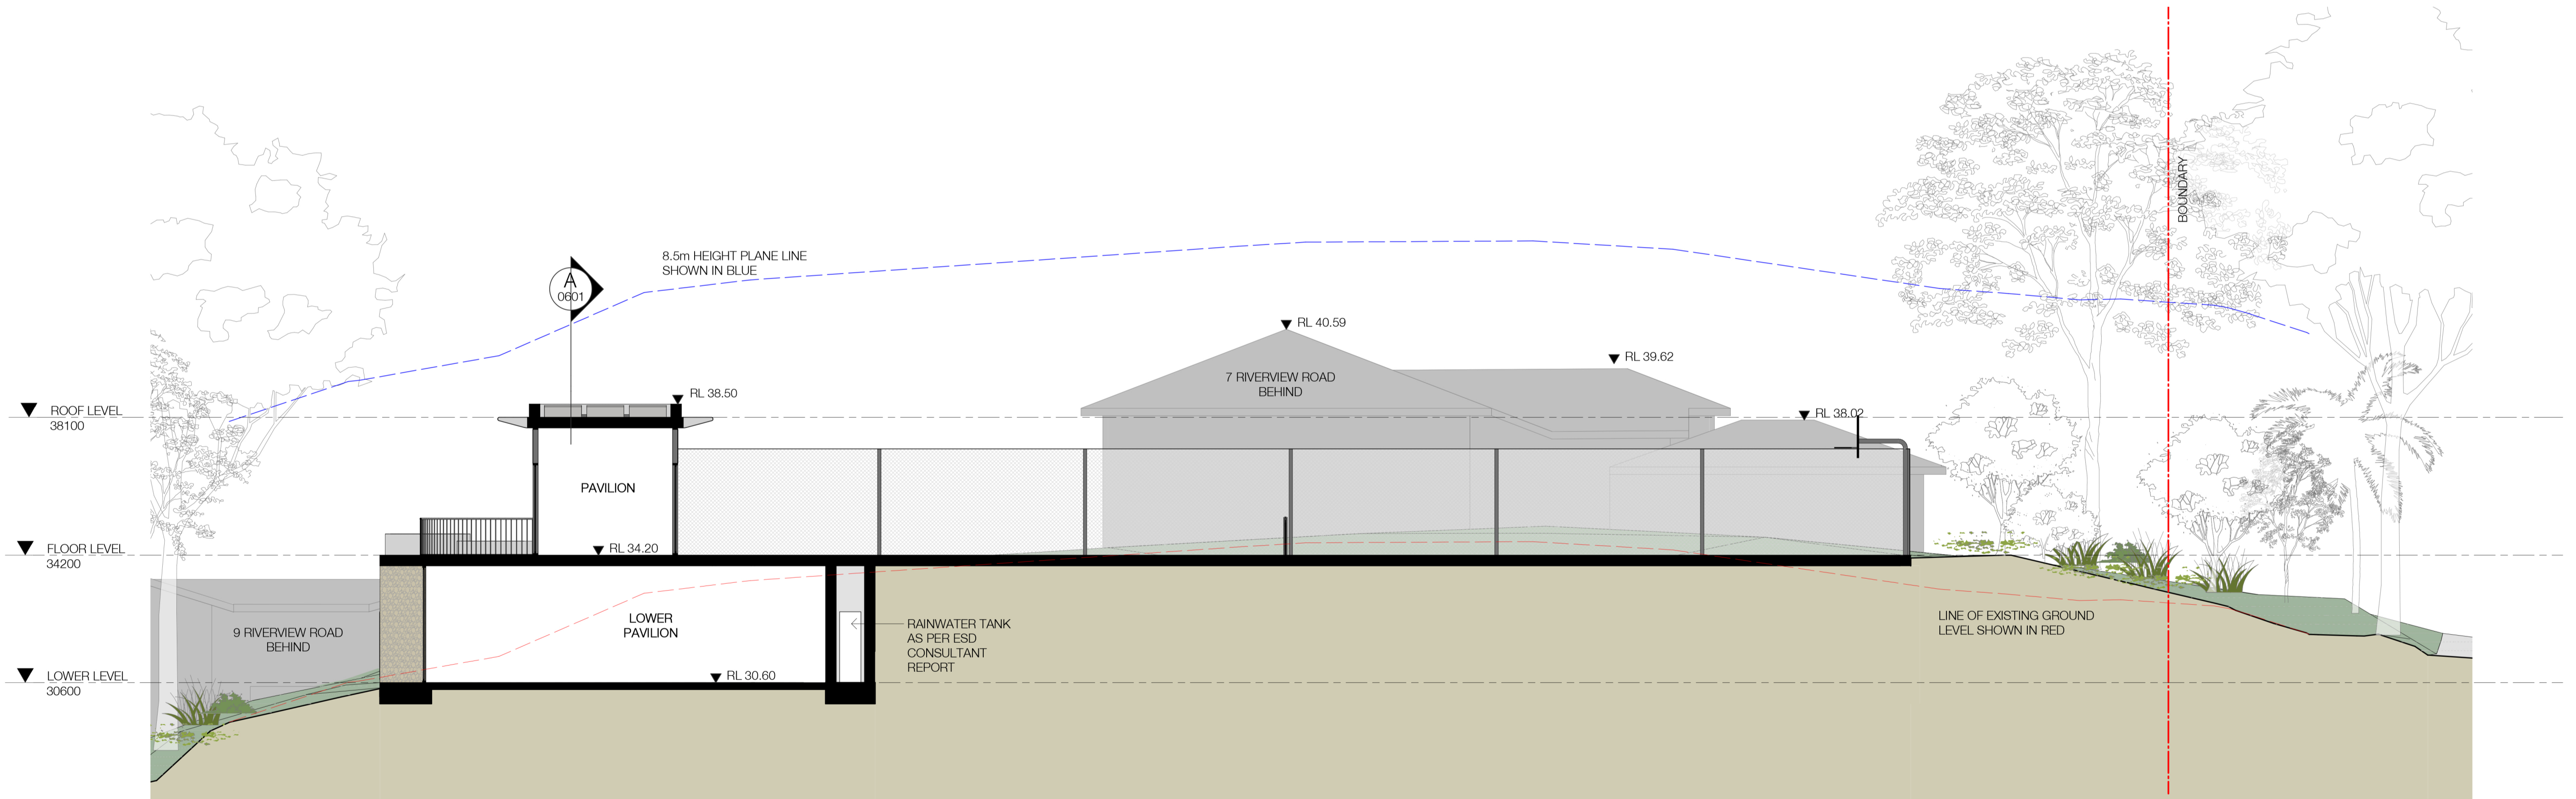 BOUNDARY
8.5m HEIGHT PLANE LINE
SHOWN IN BLUE
A
0601
RL 40.59
RL 39.62
7 RIVERVIEW ROAD
BEHIND
RL 38.50
ROOF LEVEL
38100
RL 38.02
PAVILION
FLOOR LEVEL
34200
RL 34.20
LOWER
PAVILION
RAINWATER TANK
AS PER ESD
CONSULTANT
REPORT
LINE OF EXISTING GROUND
LEVEL SHOWN IN RED
9 RIVERVIEW ROAD
BEHIND
LOWER LEVEL
30600
RL 30.60